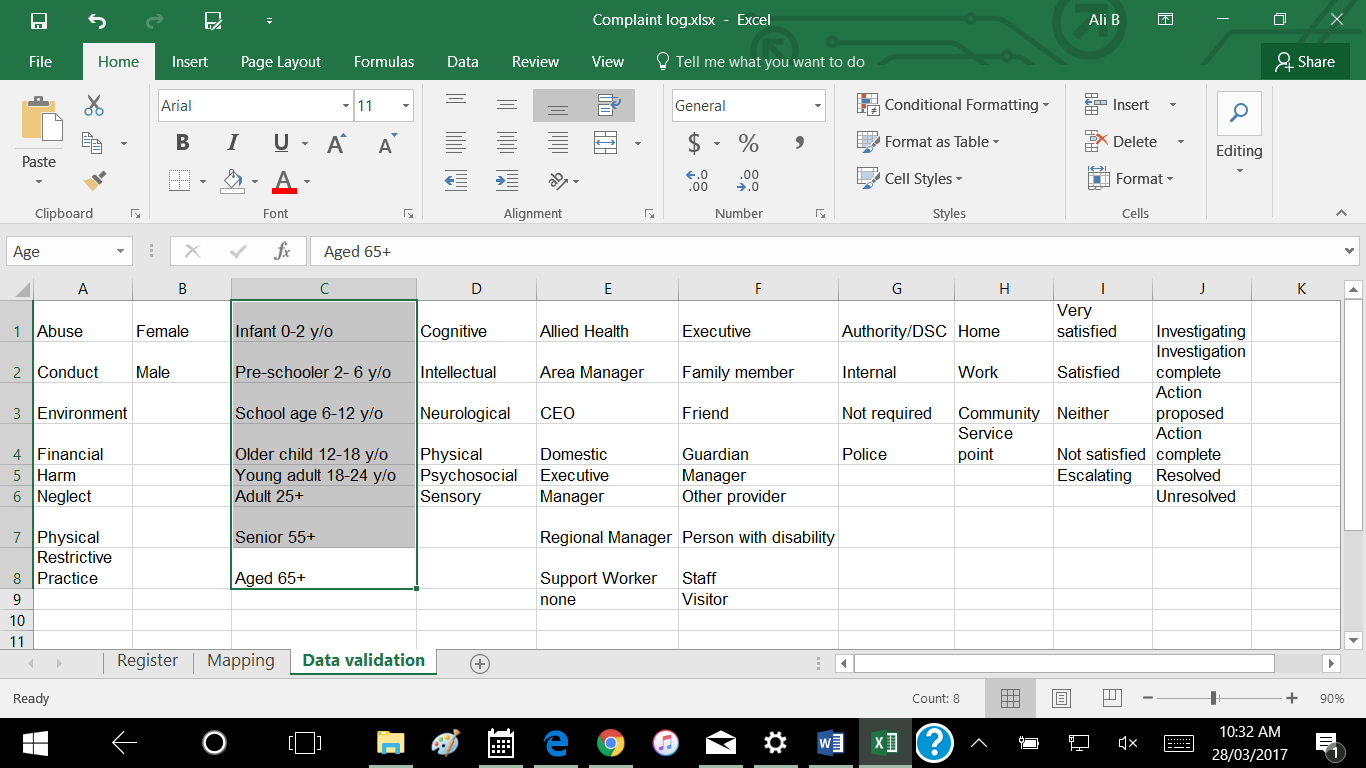 Complaint log.xlsx - Excel
Ali B
File Home Insert Page Layout Formulas Data Review View Tell me what you want to do Share
Paste
Arial 11
B I U A A
A
General
$ % ,
Conditional Formatting
Format as Table
Cell Styles
Insert
Delete
Format
Editing
Clipboard Font Alignment Number Styles Cells
Age fx Aged 65+
A B C D E F G H I J K
1 Abuse Female Infant 0-2 y/o Cognitive Allied Health Executive Authority/DSC Home Very satisfied Investigating
2 Conduct Male Pre-schooler 2- 6 y/o Intellectual Area Manager Family member Internal Work Satisfied Investigation complete
3 Environment School age 6-12 y/o Neurological CEO Friend Not required Community Neither Action proposed
4 Financial Older child 12-18 y/o Physical Domestic Guardian Police Service point Not satisfied Action complete
5 Harm Young adult 18-24 y/o Psychosocial Executive Manager Escalating Resolved
6 Neglect Adult 25+ Sensory Manager Other provider Unresolved
7 Physical Senior 55+ Regional Manager Person with disability
8 Restrictive Practice Aged 65+ Support Worker Staff
9 none Visitor
10
11
Register Mapping Data validation
Ready Count: 8 90%
10:32 AM
28/03/2017
1